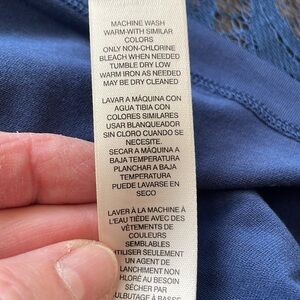 MACHINE WASH
WARM-WITH SIMILAR
COLORS
ONLY NON-CHLORINE
BLEACH WHEN NEEDED
TUMBLE DRY LOW
WARM IRON AS NEEDED
MAY BE DRY CLEANED
LAVAR A MÁQUINA CON
AGUA TIBIA CON
COLORES SIMILARES
USAR BLANQUEADOR
SIN CLORO CUANDO SE
NECESITE.
SECAR A MÁQUINA A
BAJA TEMPERATURA
PLANCHAR A BAJA
TEMPERATURA
PUEDE LAVARSE EN
SECO
LAVER À LA MACHINE À
L'EAU TIÈDE AVEC DES
VÊTEMENTS DE
COULEURS
SEMBLABLES
UTILISER SEULEMENT
UN AGENT DE
LANCHIMENT NON
HLORÉ AU BESOIN
SÉCHER PAR